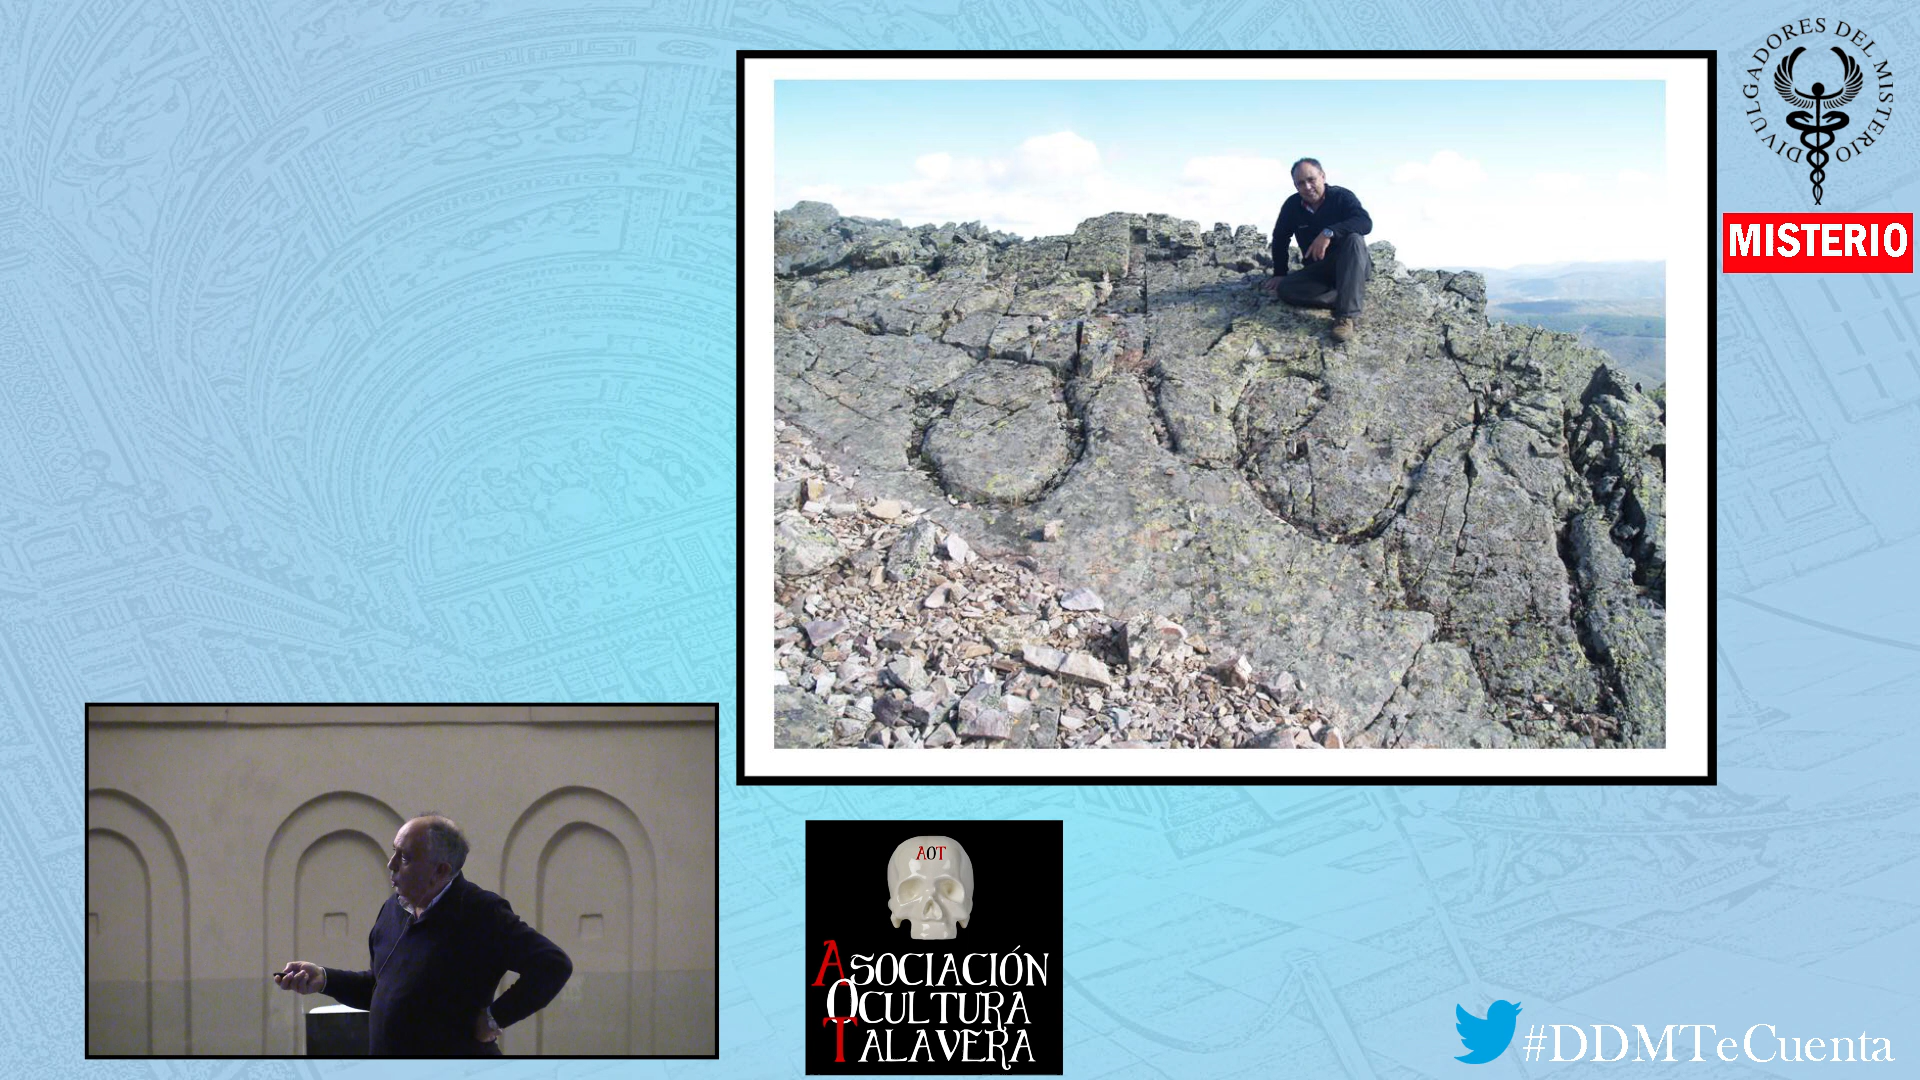 DIVULGADORES DEL MISTERIO
MISTERIO
AOT
ASOCIACIÓN
OCULTURA
TALAVERA
#DDMTeCuenta